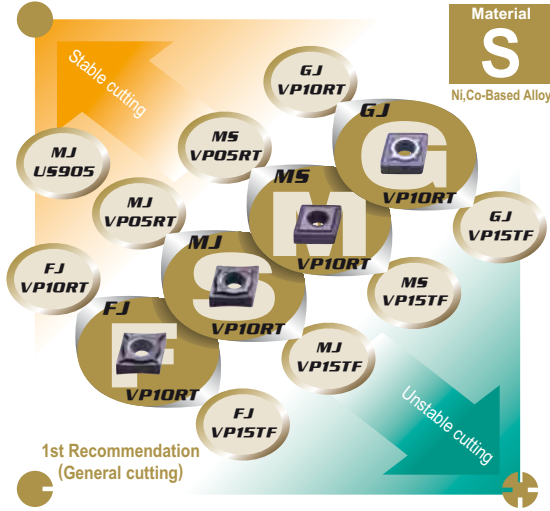 Material
S
Ni,Co-Based Alloy
Stable cutting
GJ
VP10RT
GJ
G
VP10RT
MS
VP05RT
MJ
US905
MS
M
VP10RT
MJ
VP05RT
GJ
VP15TF
MJ
S
VP10RT
FJ
VP10RT
MS
VP15TF
FJ
F
VP10RT
MJ
VP15TF
FJ
VP15TF
Unstable cutting
1st Recommendation
(General cutting)